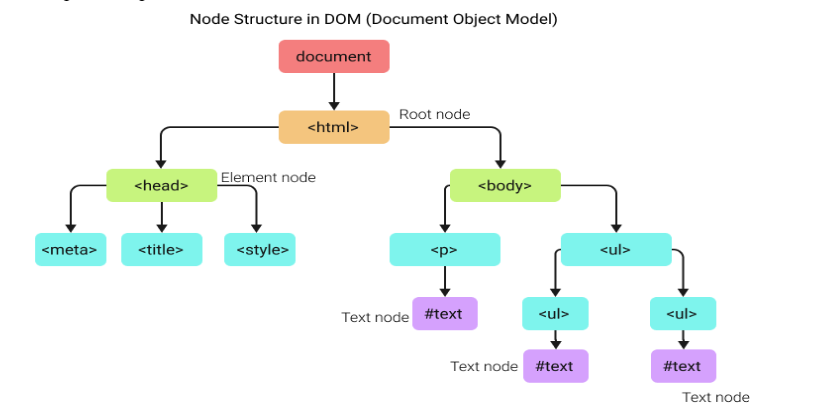 Node Structure in DOM (Document Object Model)
document
Root node
<html>
Element node
<head>
<body>
<meta>
<title>
<style>
<p>
<ul>
Text node
#text
<ul>
<ul>
Text node
#text
#text
Text node